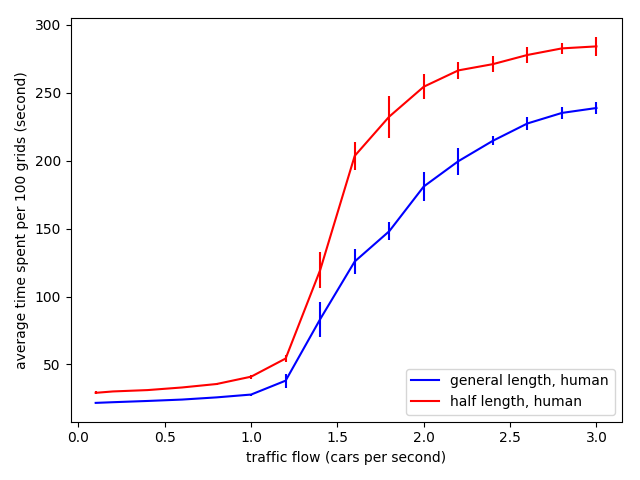 300
250
200
150
100
50
average time spent per 100 grids (second)
general length, human
half length, human
0.0 0.5 1.0 1.5 2.0 2.5 3.0
traffic flow (cars per second)